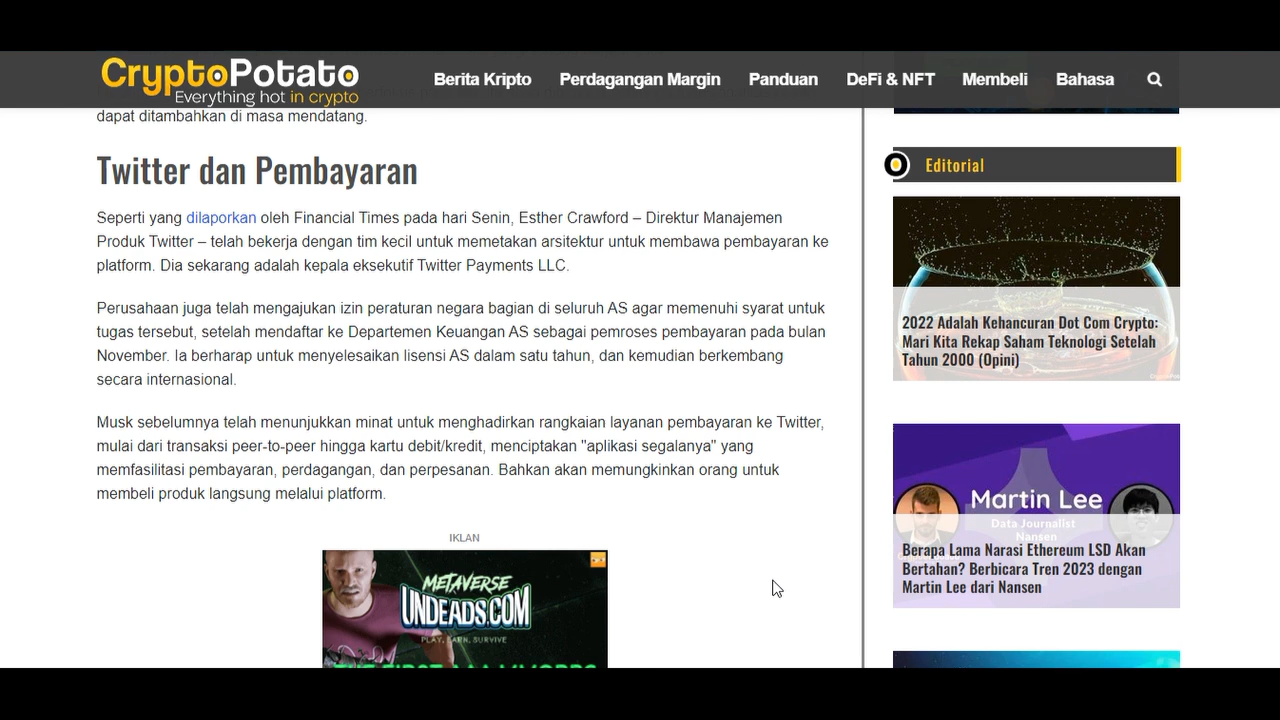 CryptoPotato
Everything hot in crypto
Berita Kripto
Perdagangan Margin
Panduan
DeFi & NFT
Membeli
Bahasa
dapat ditambahkan di masa mendatang.
Twitter dan Pembayaran
Seperti yang dilaporkan oleh Financial Times pada hari Senin, Esther Crawford – Direktur Manajemen
Produk Twitter – telah bekerja dengan tim kecil untuk memetakan arsitektur untuk membawa pembayaran ke
platform. Dia sekarang adalah kepala eksekutif Twitter Payments LLC.
Perusahaan juga telah mengajukan izin peraturan negara bagian di seluruh AS agar memenuhi syarat untuk
tugas tersebut, setelah mendaftar ke Departemen Keuangan AS sebagai pemroses pembayaran pada bulan
November. Ia berharap untuk menyelesaikan lisensi AS dalam satu tahun, dan kemudian berkembang
secara internasional.
Musk sebelumnya telah menunjukkan minat untuk menghadirkan rangkaian layanan pembayaran ke Twitter,
mulai dari transaksi peer-to-peer hingga kartu debit/kredit, menciptakan "aplikasi segalanya" yang
memfasilitasi pembayaran, perdagangan, dan perpesanan. Bahkan akan memungkinkan orang untuk
membeli produk langsung melalui platform.
IKLAN
METAVERSE
UNDEADS.COM
PLAY, EARN, SURVIVE
Editorial
2022 Adalah Kehancuran Dot Com Crypto:
Mari Kita Rekap Saham Teknologi Setelah
Tahun 2000 (Opini)
Martin Lee
Data Journalist
Nansen
Berapa Lama Narasi Ethereum LSD Akan
Bertahan? Berbicara Tren 2023 dengan
Martin Lee dari Nansen